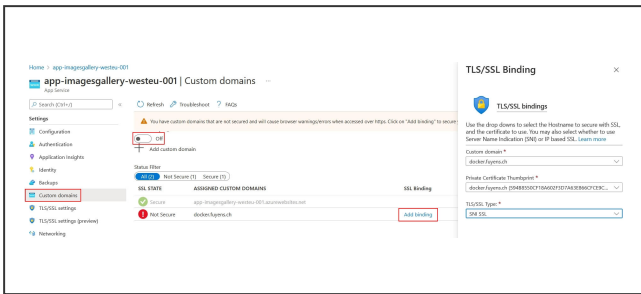 Home > app-imagesgallery-westeu-001
app-imagesgallery-westeu-001 | Custom domains ...
App Service
Search (Ctrl+/)
«
Refresh
Troubleshoot
? FAQs
You have custom domains that are not secured and will cause browser warnings/errors when accessed over https. Click on "Add binding" to secure
Settings
Configuration
Authentication
Application Insights
Identity
Backups
Custom domains
TLS/SSL settings
TLS/SSL settings (preview)
Networking
Off
+ Add custom domain
Status Filter
All (2) Not Secure (1) Secure (1)
SSL STATE ASSIGNED CUSTOM DOMAINS SSL Binding
Secure app-imagesgallery-westeu-001.azurewebsites.net
Not Secure docker.fuyens.ch Add binding
TLS/SSL Binding ×
TLS/SSL bindings
Use the drop downs to select the Hostname to secure with SSL,
and the certificate to use. You may also select whether to use
Server Name Indication (SNI) or IP based SSL. Learn more
Custom domain *
docker.fuyens.ch
Private Certificate Thumbprint *
TLS/SSL Type: *
SNI SSL